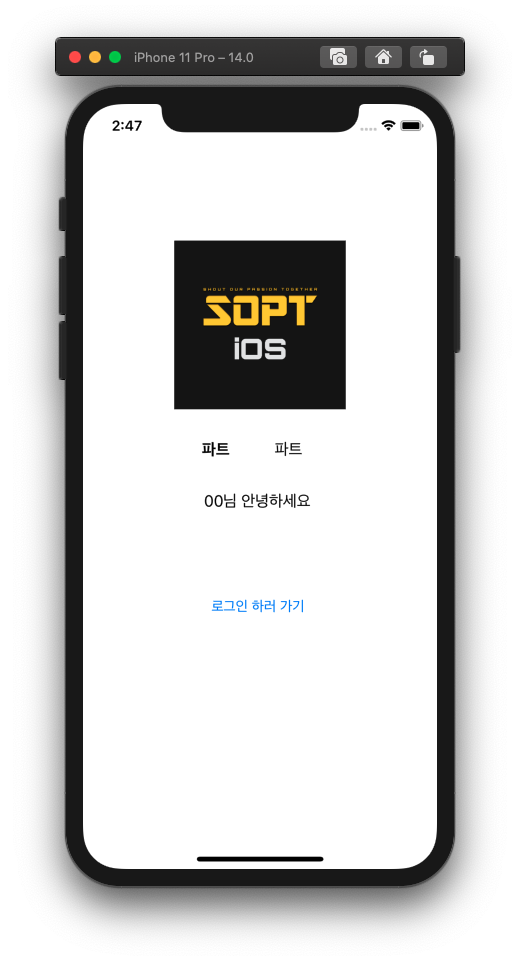 iPhone 11 Pro – 14.0
2:47
SHOUT OUR PASSION TOGETHER
SOPT
iOS
파트 파트
00님 안녕하세요
로그인 하러 가기